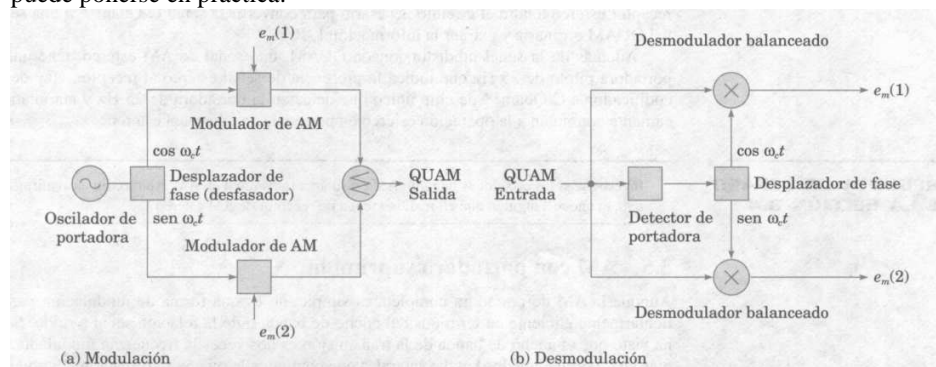 puede ponerse en práctica.
e_m(1)
Modulador de AM
cos ω_c t
Desplazador de
fase (desfasador)
Oscilador de
portadora
sen ω_c t
Modulador de AM
e_m(2)
QUAM
Salida
(a) Modulación
Desmodulador balanceado
e_m(1)
cos ω_c t
QUAM
Entrada
Desplazador de fase
Detector de
portadora
sen ω_c t
e_m(2)
Desmodulador balanceado
(b) Desmodulación